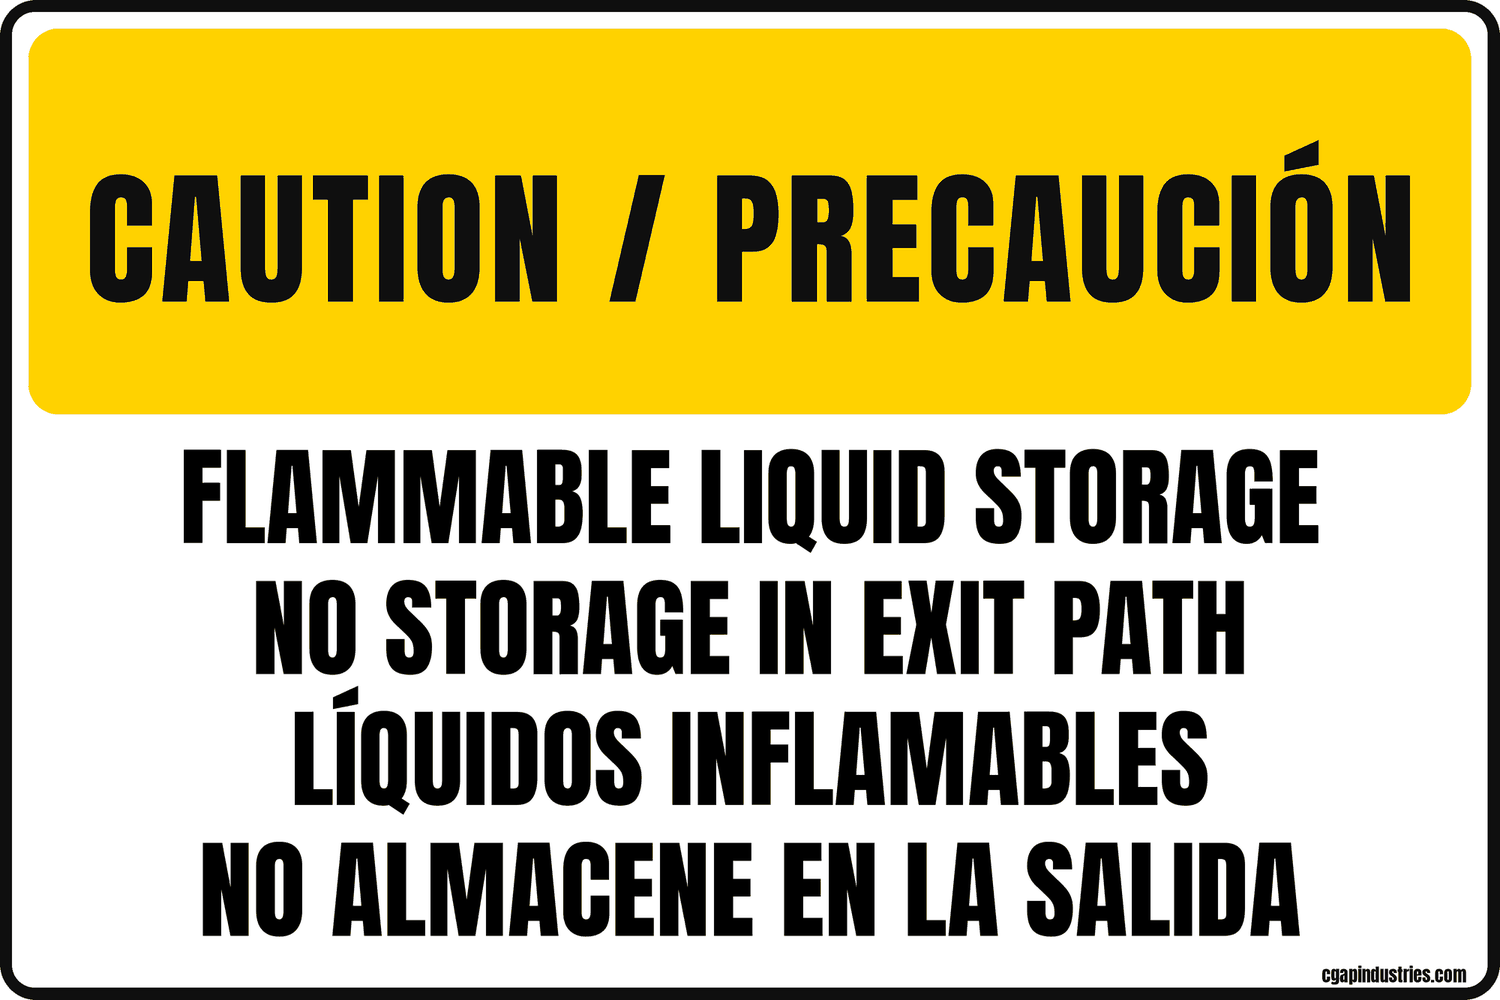 CAUTION / PRECAUCIÓN
FLAMMABLE LIQUID STORAGE
NO STORAGE IN EXIT PATH
LÍQUIDOS INFLAMABLES
NO ALMACENE EN LA SALIDA
cgapindustries.com